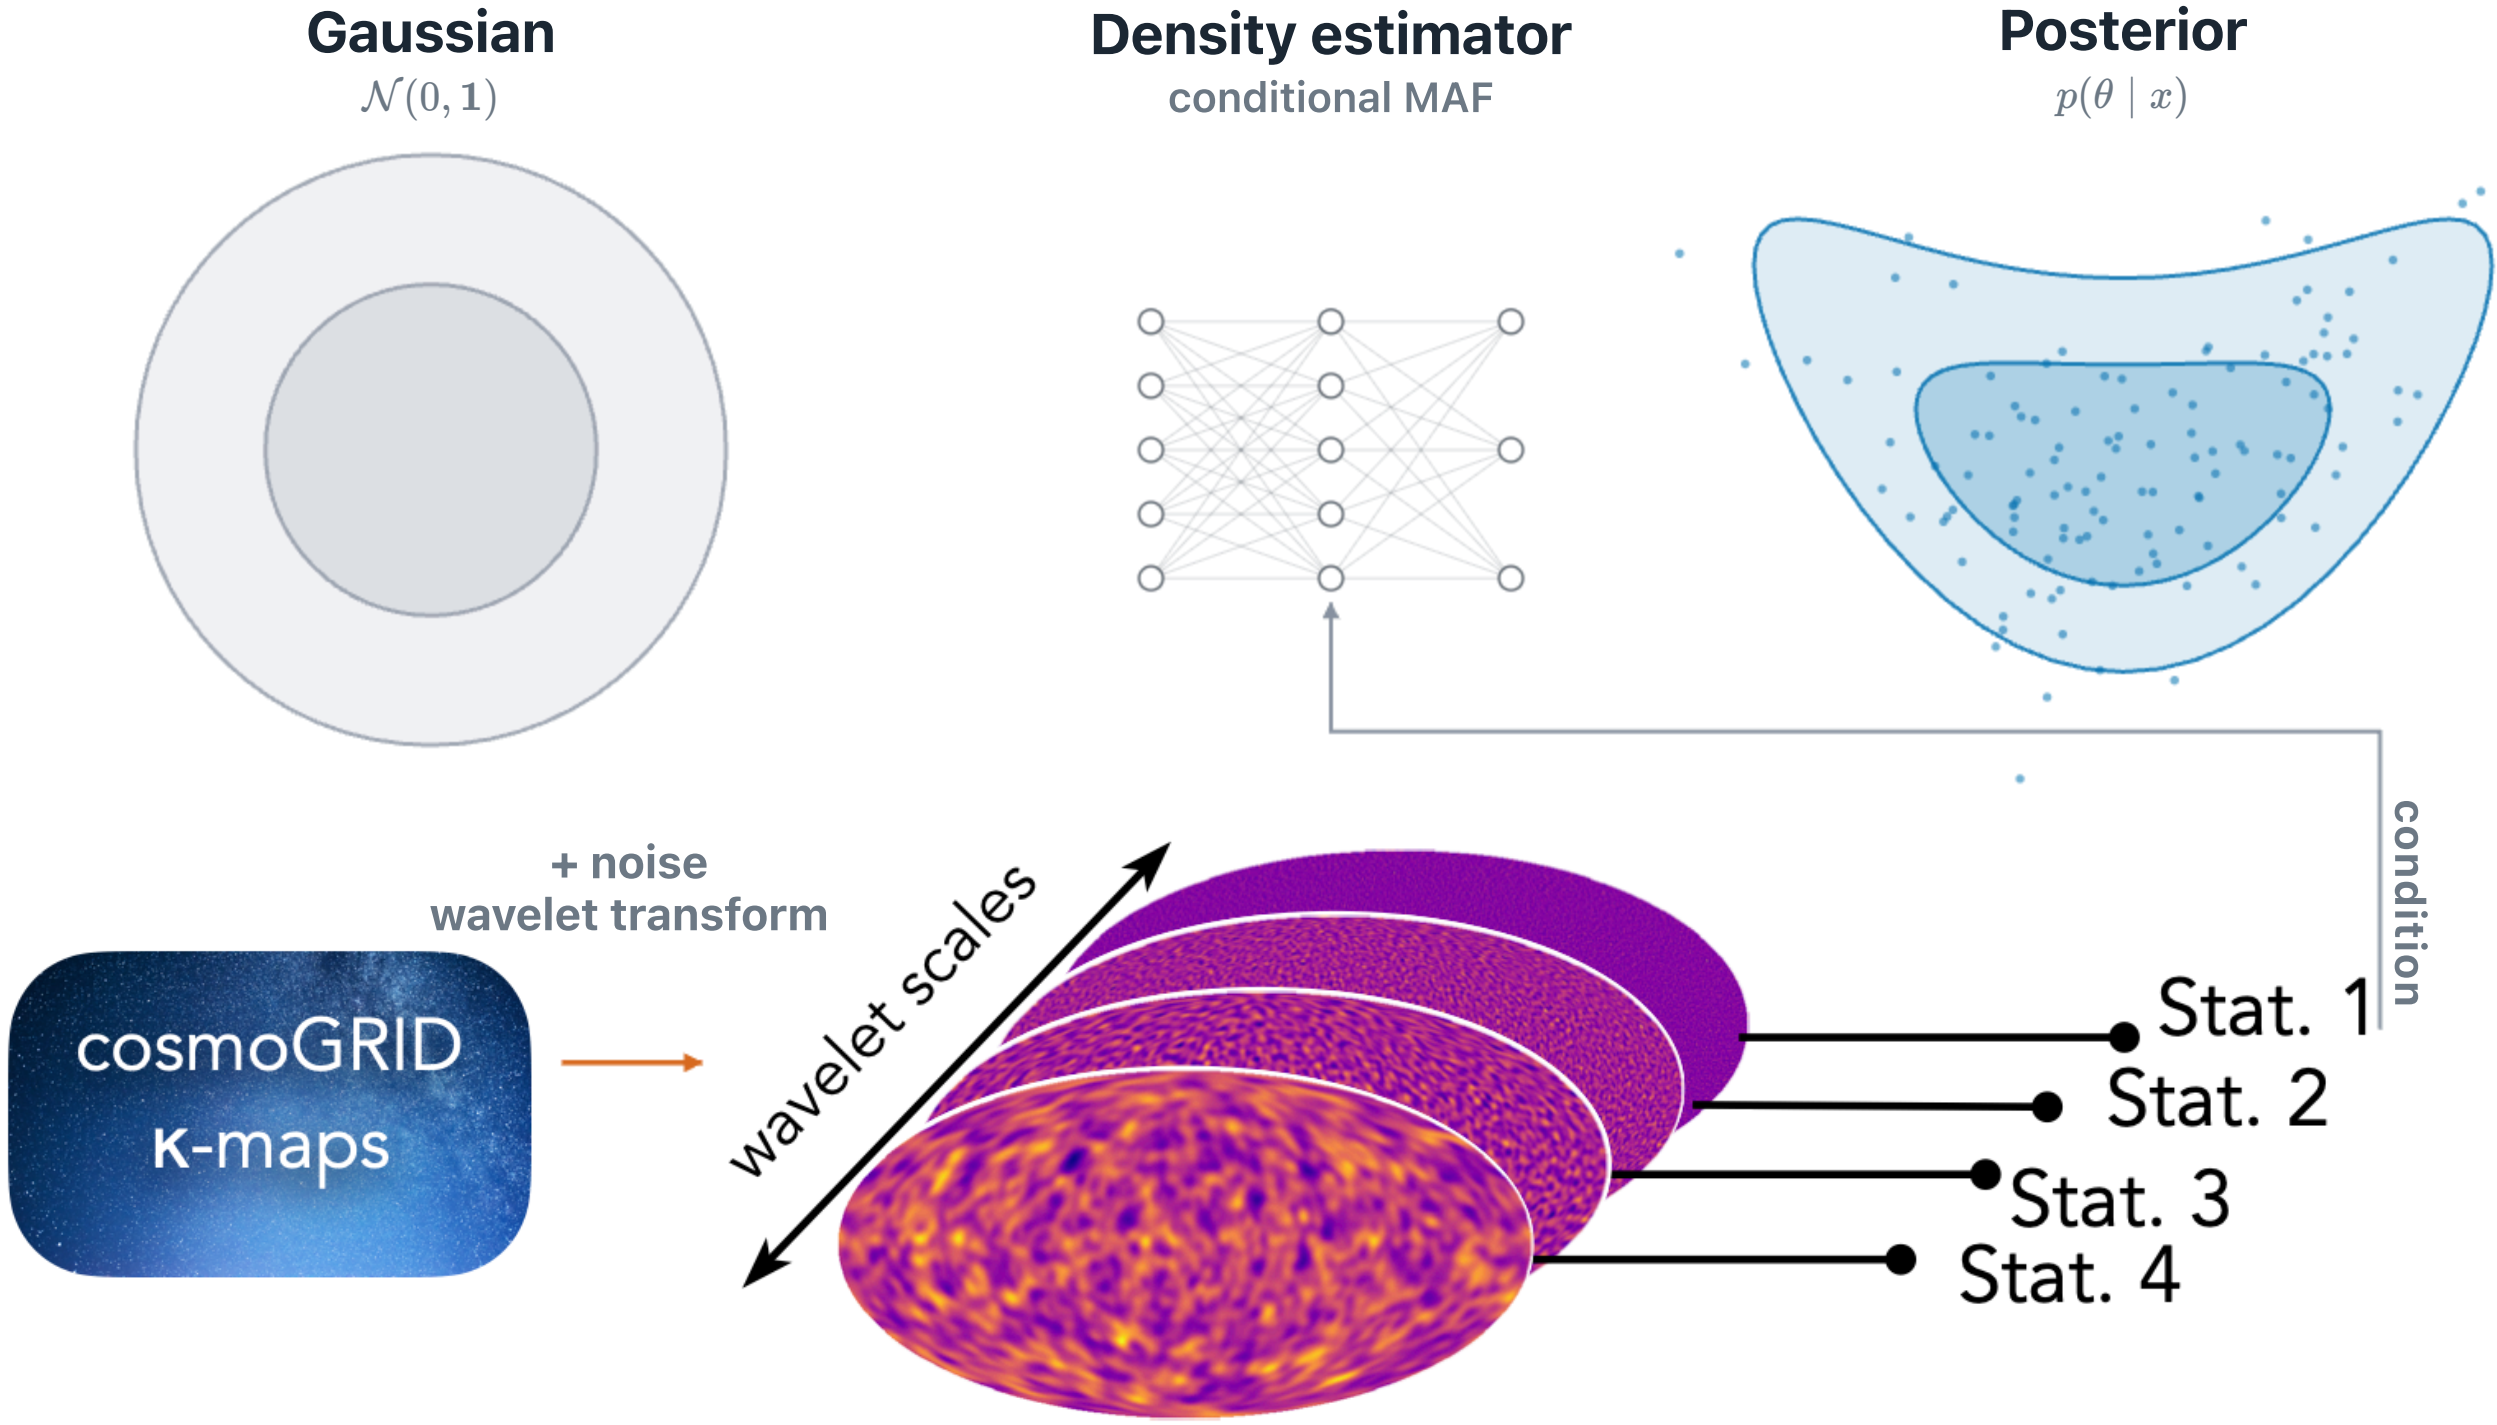 Gaussian
𝒩(0, 1)
Density estimator
conditional MAF
Posterior
p(θ | x)
+ noise
wavelet transform
cosmoGRID
κ-maps
wavelet scales
condition
Stat. 1
Stat. 2
Stat. 3
Stat. 4